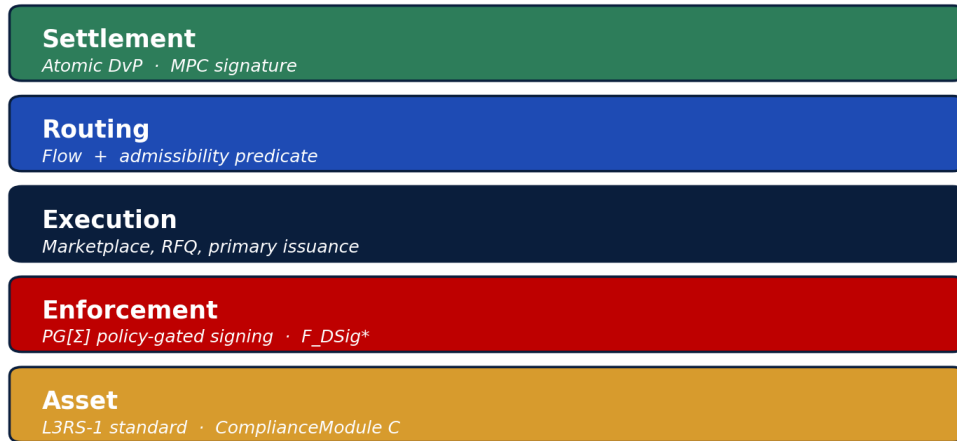 Settlement
Atomic DvP · MPC signature
Routing
Flow + admissibility predicate
Execution
Marketplace, RFQ, primary issuance
Enforcement
PG[Σ] policy-gated signing · F_DSig*
Asset
L3RS-1 standard · ComplianceModule C